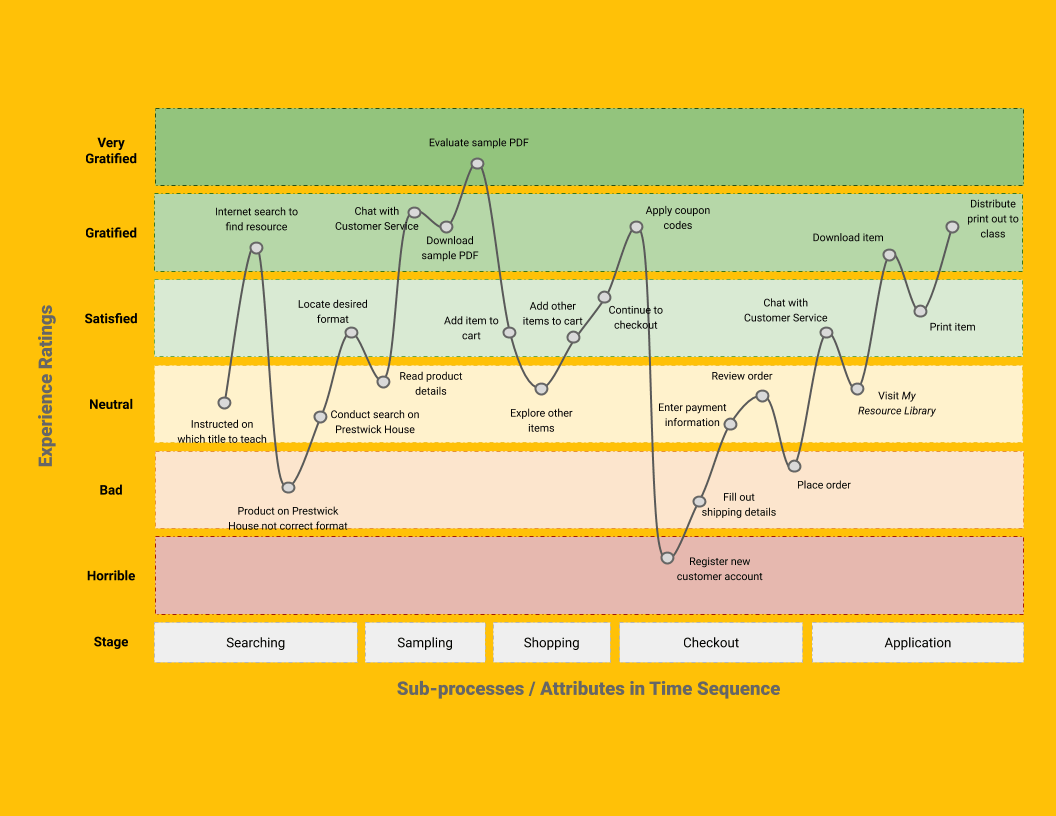 Very
Gratified
Evaluate sample PDF
Gratified
Internet search to
find resource
Chat with
Customer Service
Download
sample PDF
Apply coupon
codes
Download item
Distribute
print out to
class
Satisfied
Locate desired
format
Add item to
cart
Add other
items to cart
Continue to
checkout
Chat with
Customer Service
Print item
Neutral
Instructed on
which title to teach
Conduct search on
Prestwick House
Read product
details
Explore other
items
Enter payment
information
Review order
Visit My
Resource Library
Bad
Product on Prestwick
House not correct format
Fill out
shipping details
Place order
Horrible
Register new
customer account
Stage
Searching
Sampling
Shopping
Checkout
Application
Experience Ratings
Sub-processes / Attributes in Time Sequence